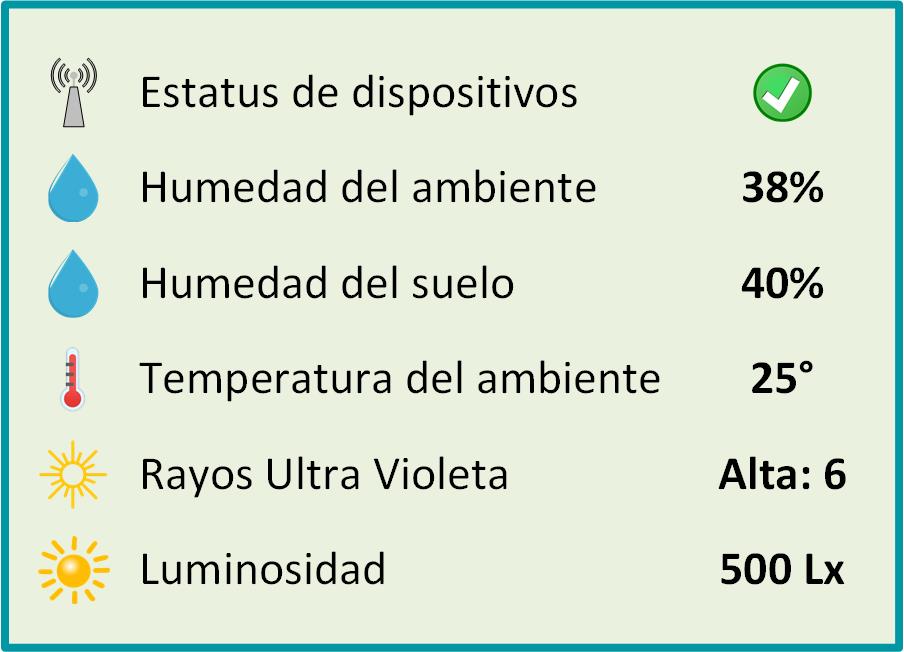 Estatus de dispositivos
Humedad del ambiente 38%
Humedad del suelo 40%
Temperatura del ambiente 25°
Rayos Ultra Violeta Alta: 6
Luminosidad 500 Lx